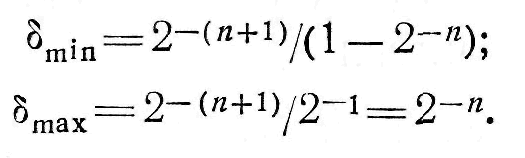 δ_min = 2^{-(n+1)}/(1 - 2^{-n});
δ_max = 2^{-(n+1)}/2^{-1} = 2^{-n}.